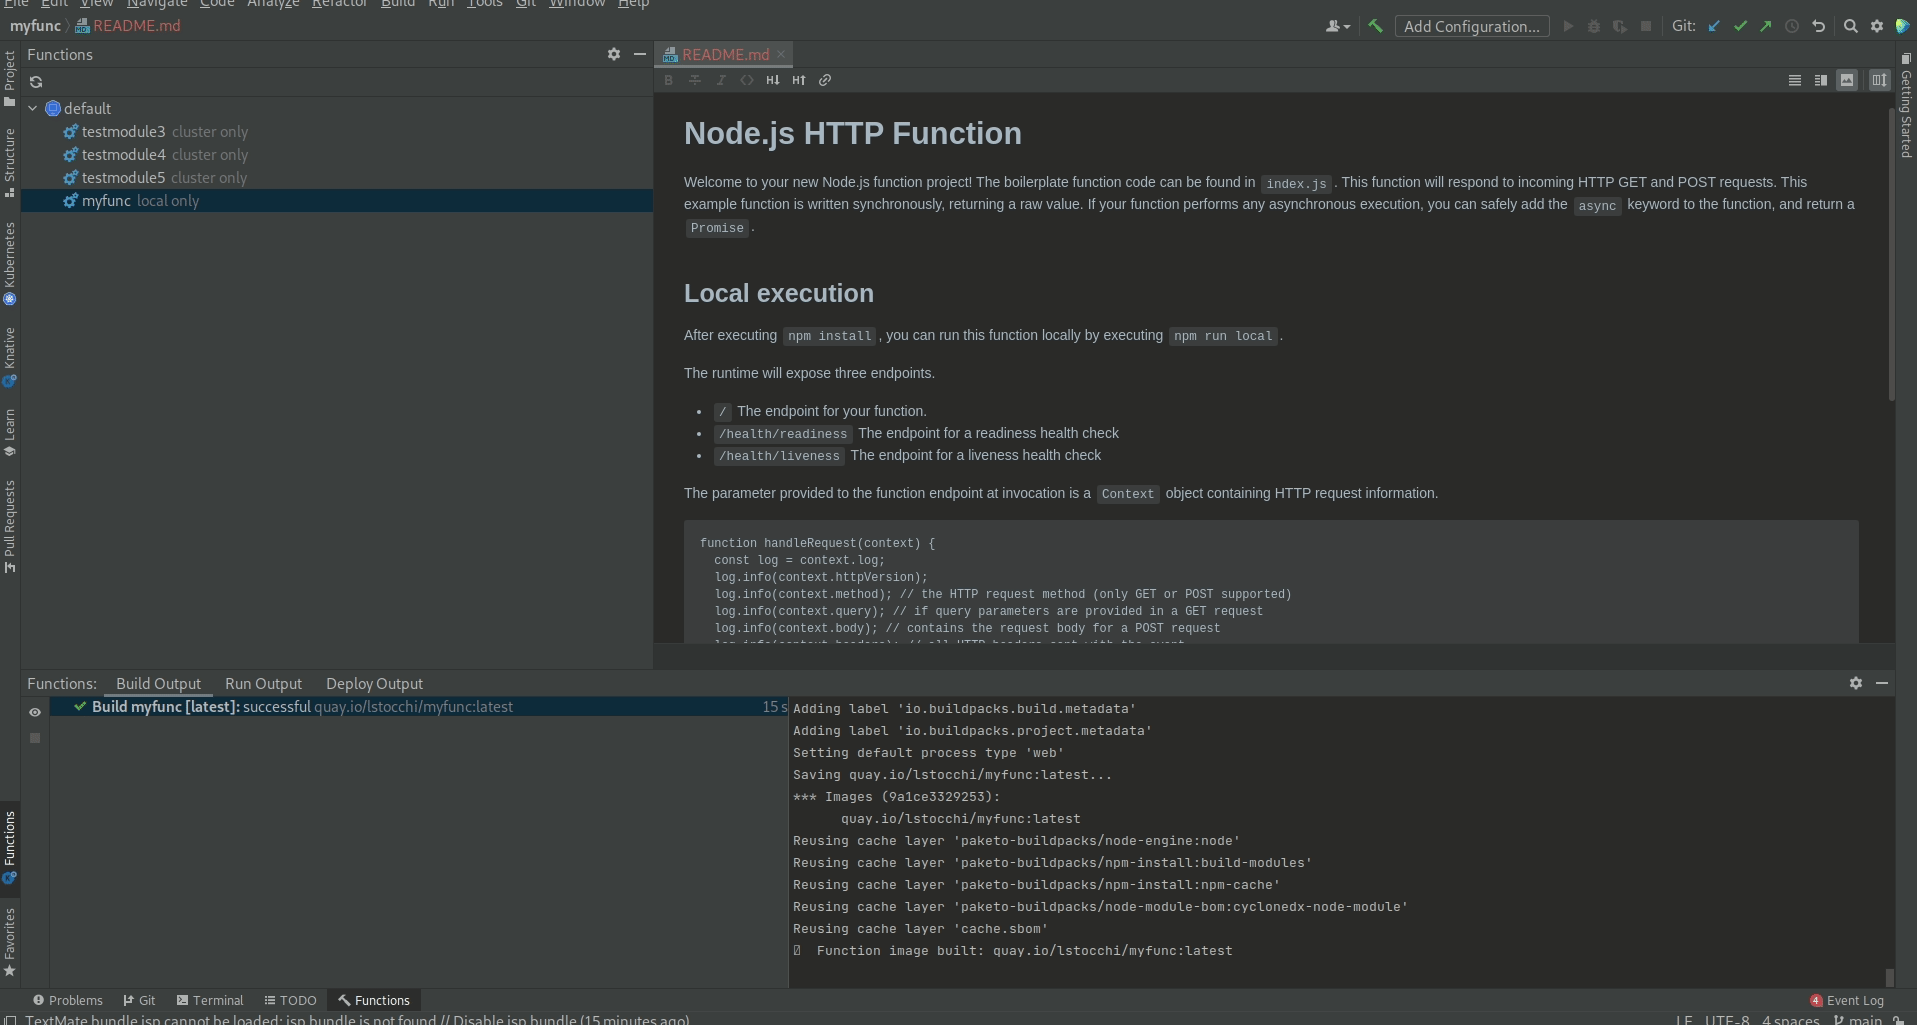 File Edit View Navigate Code Analyze Refactor Build Run Tools Git Window Help
myfunc README.md
Add Configuration...
Git:
Project
Structure
Kubernetes
Knative
Learn
Pull Requests
Functions
Favorites
Functions
default
testmodule3 cluster only
testmodule4 cluster only
testmodule5 cluster only
myfunc local only
README.md
B T I <> H↓ H↑
Getting Started
Node.js HTTP Function
Welcome to your new Node.js function project! The boilerplate function code can be found in index.js. This function will respond to incoming HTTP GET and POST requests. This
example function is written synchronously, returning a raw value. If your function performs any asynchronous execution, you can safely add the async keyword to the function, and return a
Promise.
Local execution
After executing npm install, you can run this function locally by executing npm run local.
The runtime will expose three endpoints.
• / The endpoint for your function.
• /health/readiness The endpoint for a readiness health check
• /health/liveness The endpoint for a liveness health check
The parameter provided to the function endpoint at invocation is a Context object containing HTTP request information.
function handleRequest(context) {
const log = context.log;
log.info(context.httpVersion);
log.info(context.method); // the HTTP request method (only GET or POST supported)
log.info(context.query); // if query parameters are provided in a GET request
log.info(context.body); // contains the request body for a POST request
log.info(context.headers); // all HTTP headers sent with the event
Functions: Build Output Run Output Deploy Output
Build myfunc [latest]: successful quay.io/lstocchi/myfunc:latest 15 s
Adding label 'io.buildpacks.build.metadata'
Adding label 'io.buildpacks.project.metadata'
Setting default process type 'web'
Saving quay.io/lstocchi/myfunc:latest...
*** Images (9a1ce3329253):
quay.io/lstocchi/myfunc:latest
Reusing cache layer 'paketo-buildpacks/node-engine:node'
Reusing cache layer 'paketo-buildpacks/npm-install:build-modules'
Reusing cache layer 'paketo-buildpacks/npm-install:npm-cache'
Reusing cache layer 'paketo-buildpacks/node-module-bom:cyclonedx-node-module'
Reusing cache layer 'cache.sbom'
Function image built: quay.io/lstocchi/myfunc:latest
Problems Git Terminal TODO Functions 4 Event Log
TextMate bundle jsp cannot be loaded: jsp bundle is not found // Disable jsp bundle (15 minutes ago) LF UTF-8 4 spaces main